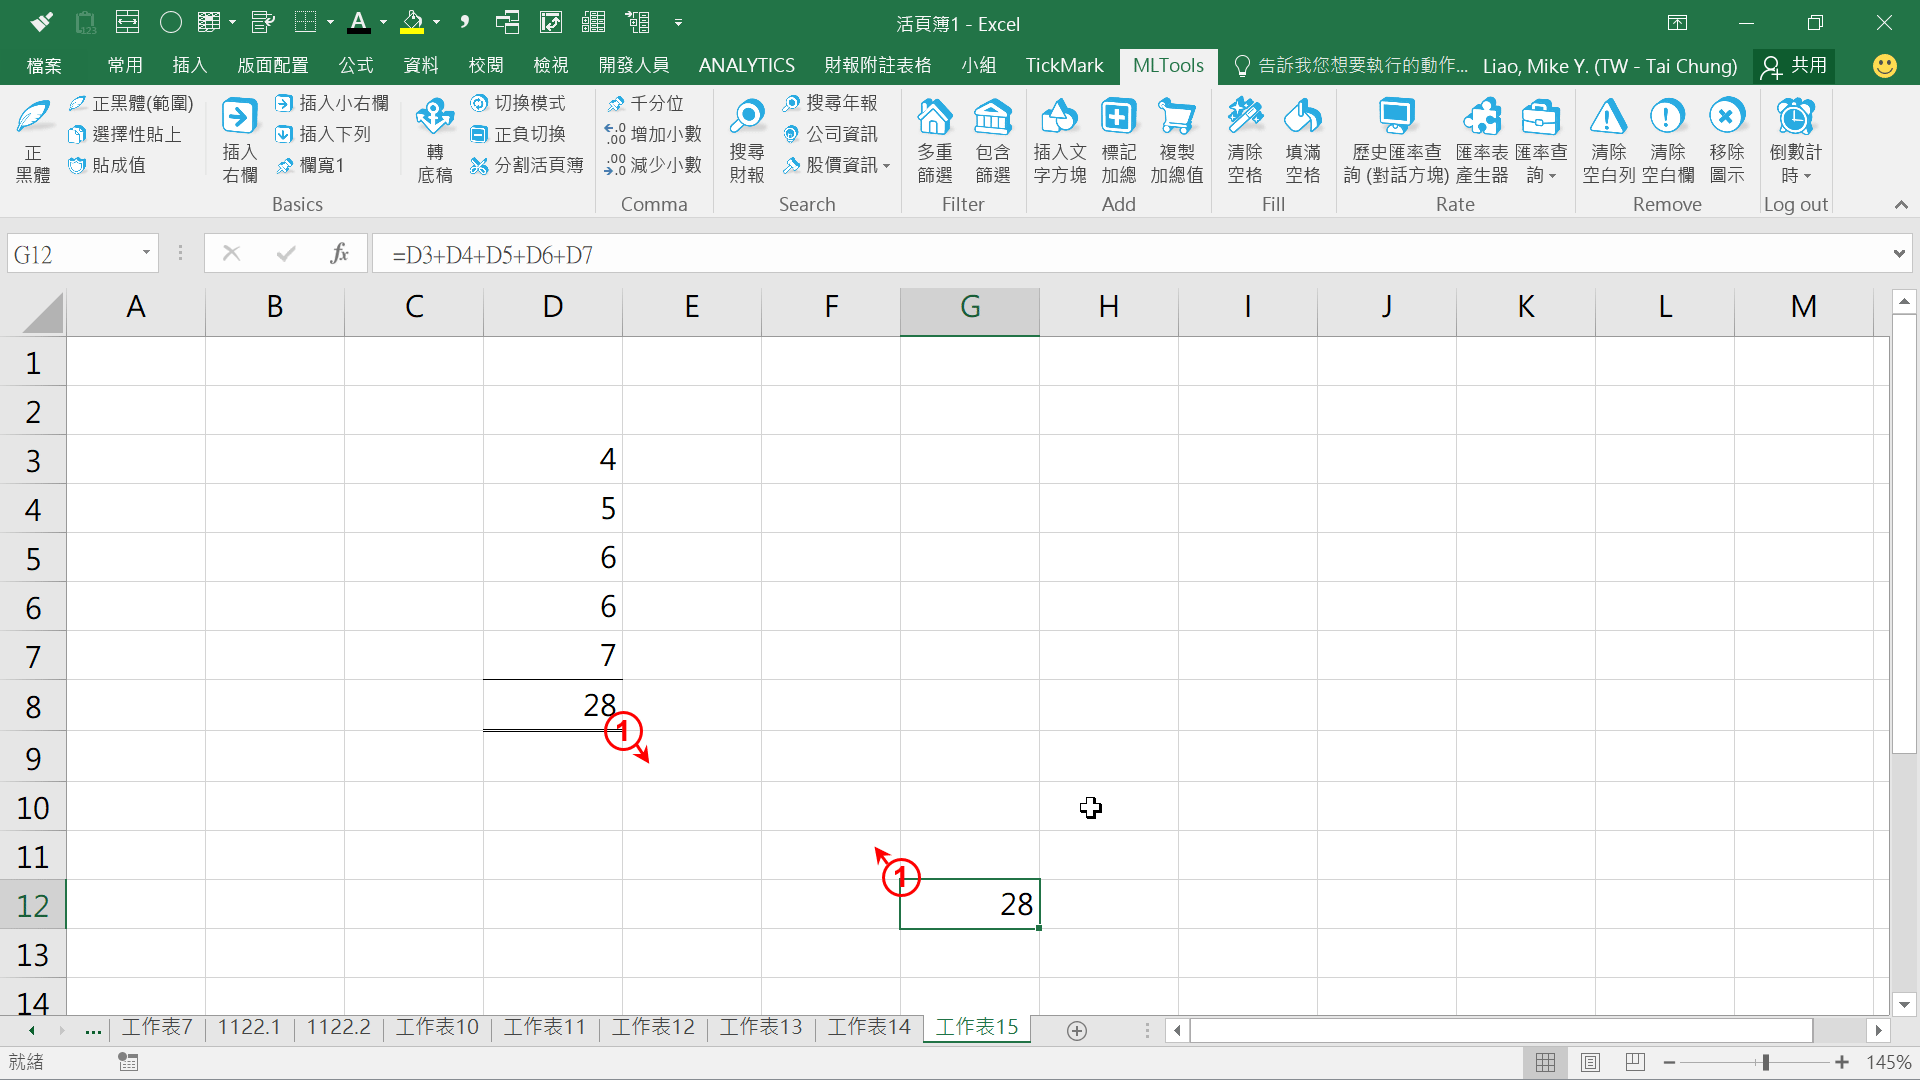 活頁簿1 - Excel
檔案 常用 插入 版面配置 公式 資料 校閱 檢視 開發人員 ANALYTICS 財報附註表格 小組 TickMark MLTools 告訴我您想要執行的動作... Liao, Mike Y. (TW - Tai Chung) 共用
正
黑體
正黑體(範圍)
選擇性貼上
貼成值
插入
右欄
插入小右欄
插入下列
欄寬1
轉
底稿
切換模式
正負切換
分割活頁簿
Basics
千分位
增加小數
減少小數
Comma
搜尋
財報
搜尋年報
公司資訊
股價資訊
Search
多重
篩選
包含
篩選
Filter
插入文
字方塊
標記
加總
複製
加總值
Add
清除
空格
填滿
空格
Fill
歷史匯率查
詢 (對話方塊)
匯率表
產生器
匯率查
詢
Rate
清除
空白列
清除
空白欄
移除
圖示
Remove
倒數計
時
Log out
G12 fx =D3+D4+D5+D6+D7
A B C D E F G H I J K L M
1
2
3 4
4 5
5 6
6 6
7 7
8 28
1
9
10
11
1
12 28
13
14
... 工作表7 1122.1 1122.2 工作表10 工作表11 工作表12 工作表13 工作表14 工作表15
就緒 145%